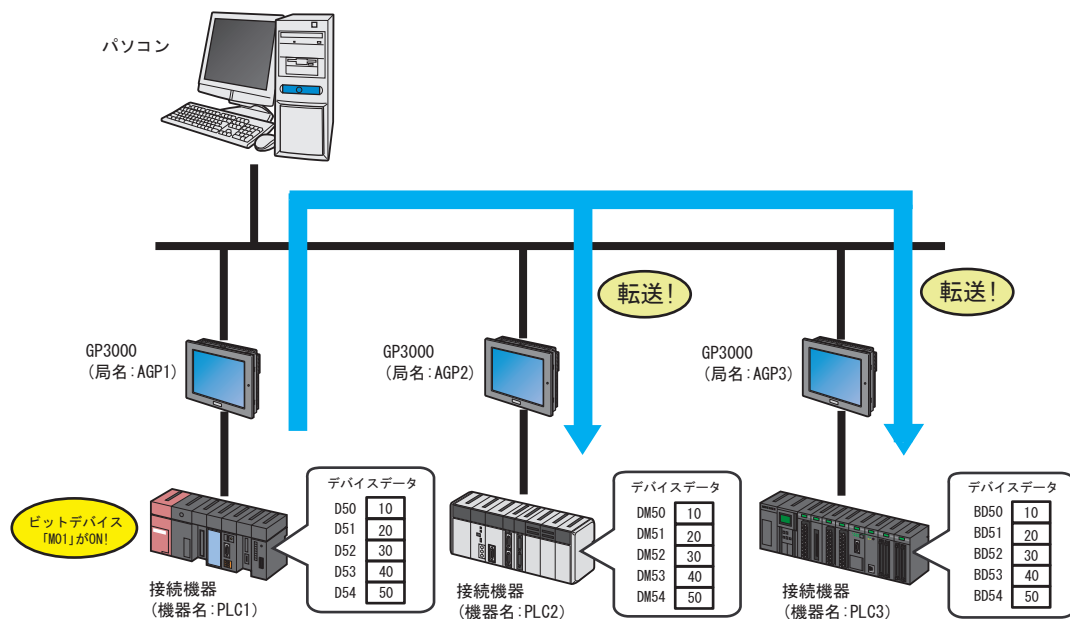 パソコン
転送!
転送!
GP3000
(局名:AGP1)
GP3000
(局名:AGP2)
GP3000
(局名:AGP3)
ビットデバイス
「M01」がON!
接続機器
(機器名:PLC1)
デバイスデータ
D50 10
D51 20
D52 30
D53 40
D54 50
接続機器
(機器名:PLC2)
デバイスデータ
DM50 10
DM51 20
DM52 30
DM53 40
DM54 50
接続機器
(機器名:PLC3)
デバイスデータ
BD50 10
BD51 20
BD52 30
BD53 40
BD54 50